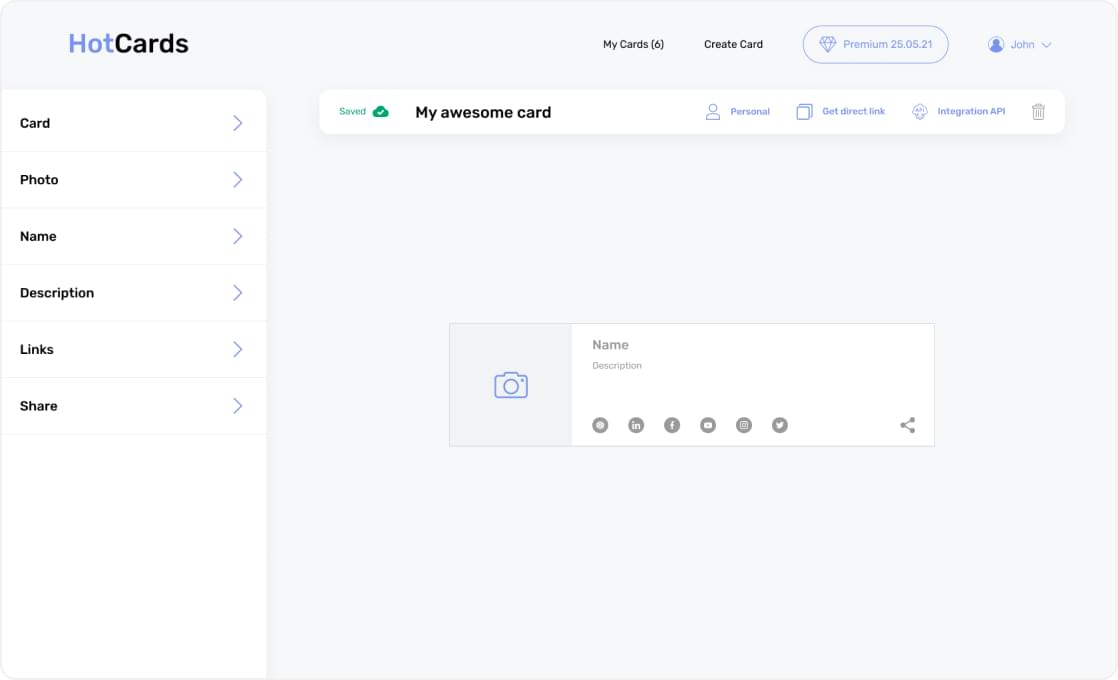 HotCards
My Cards (6)
Create Card
Premium 25.05.21
John
Card
Photo
Name
Description
Links
Share
Saved
My awesome card
Personal
Get direct link
API
Integration API
Name
Description